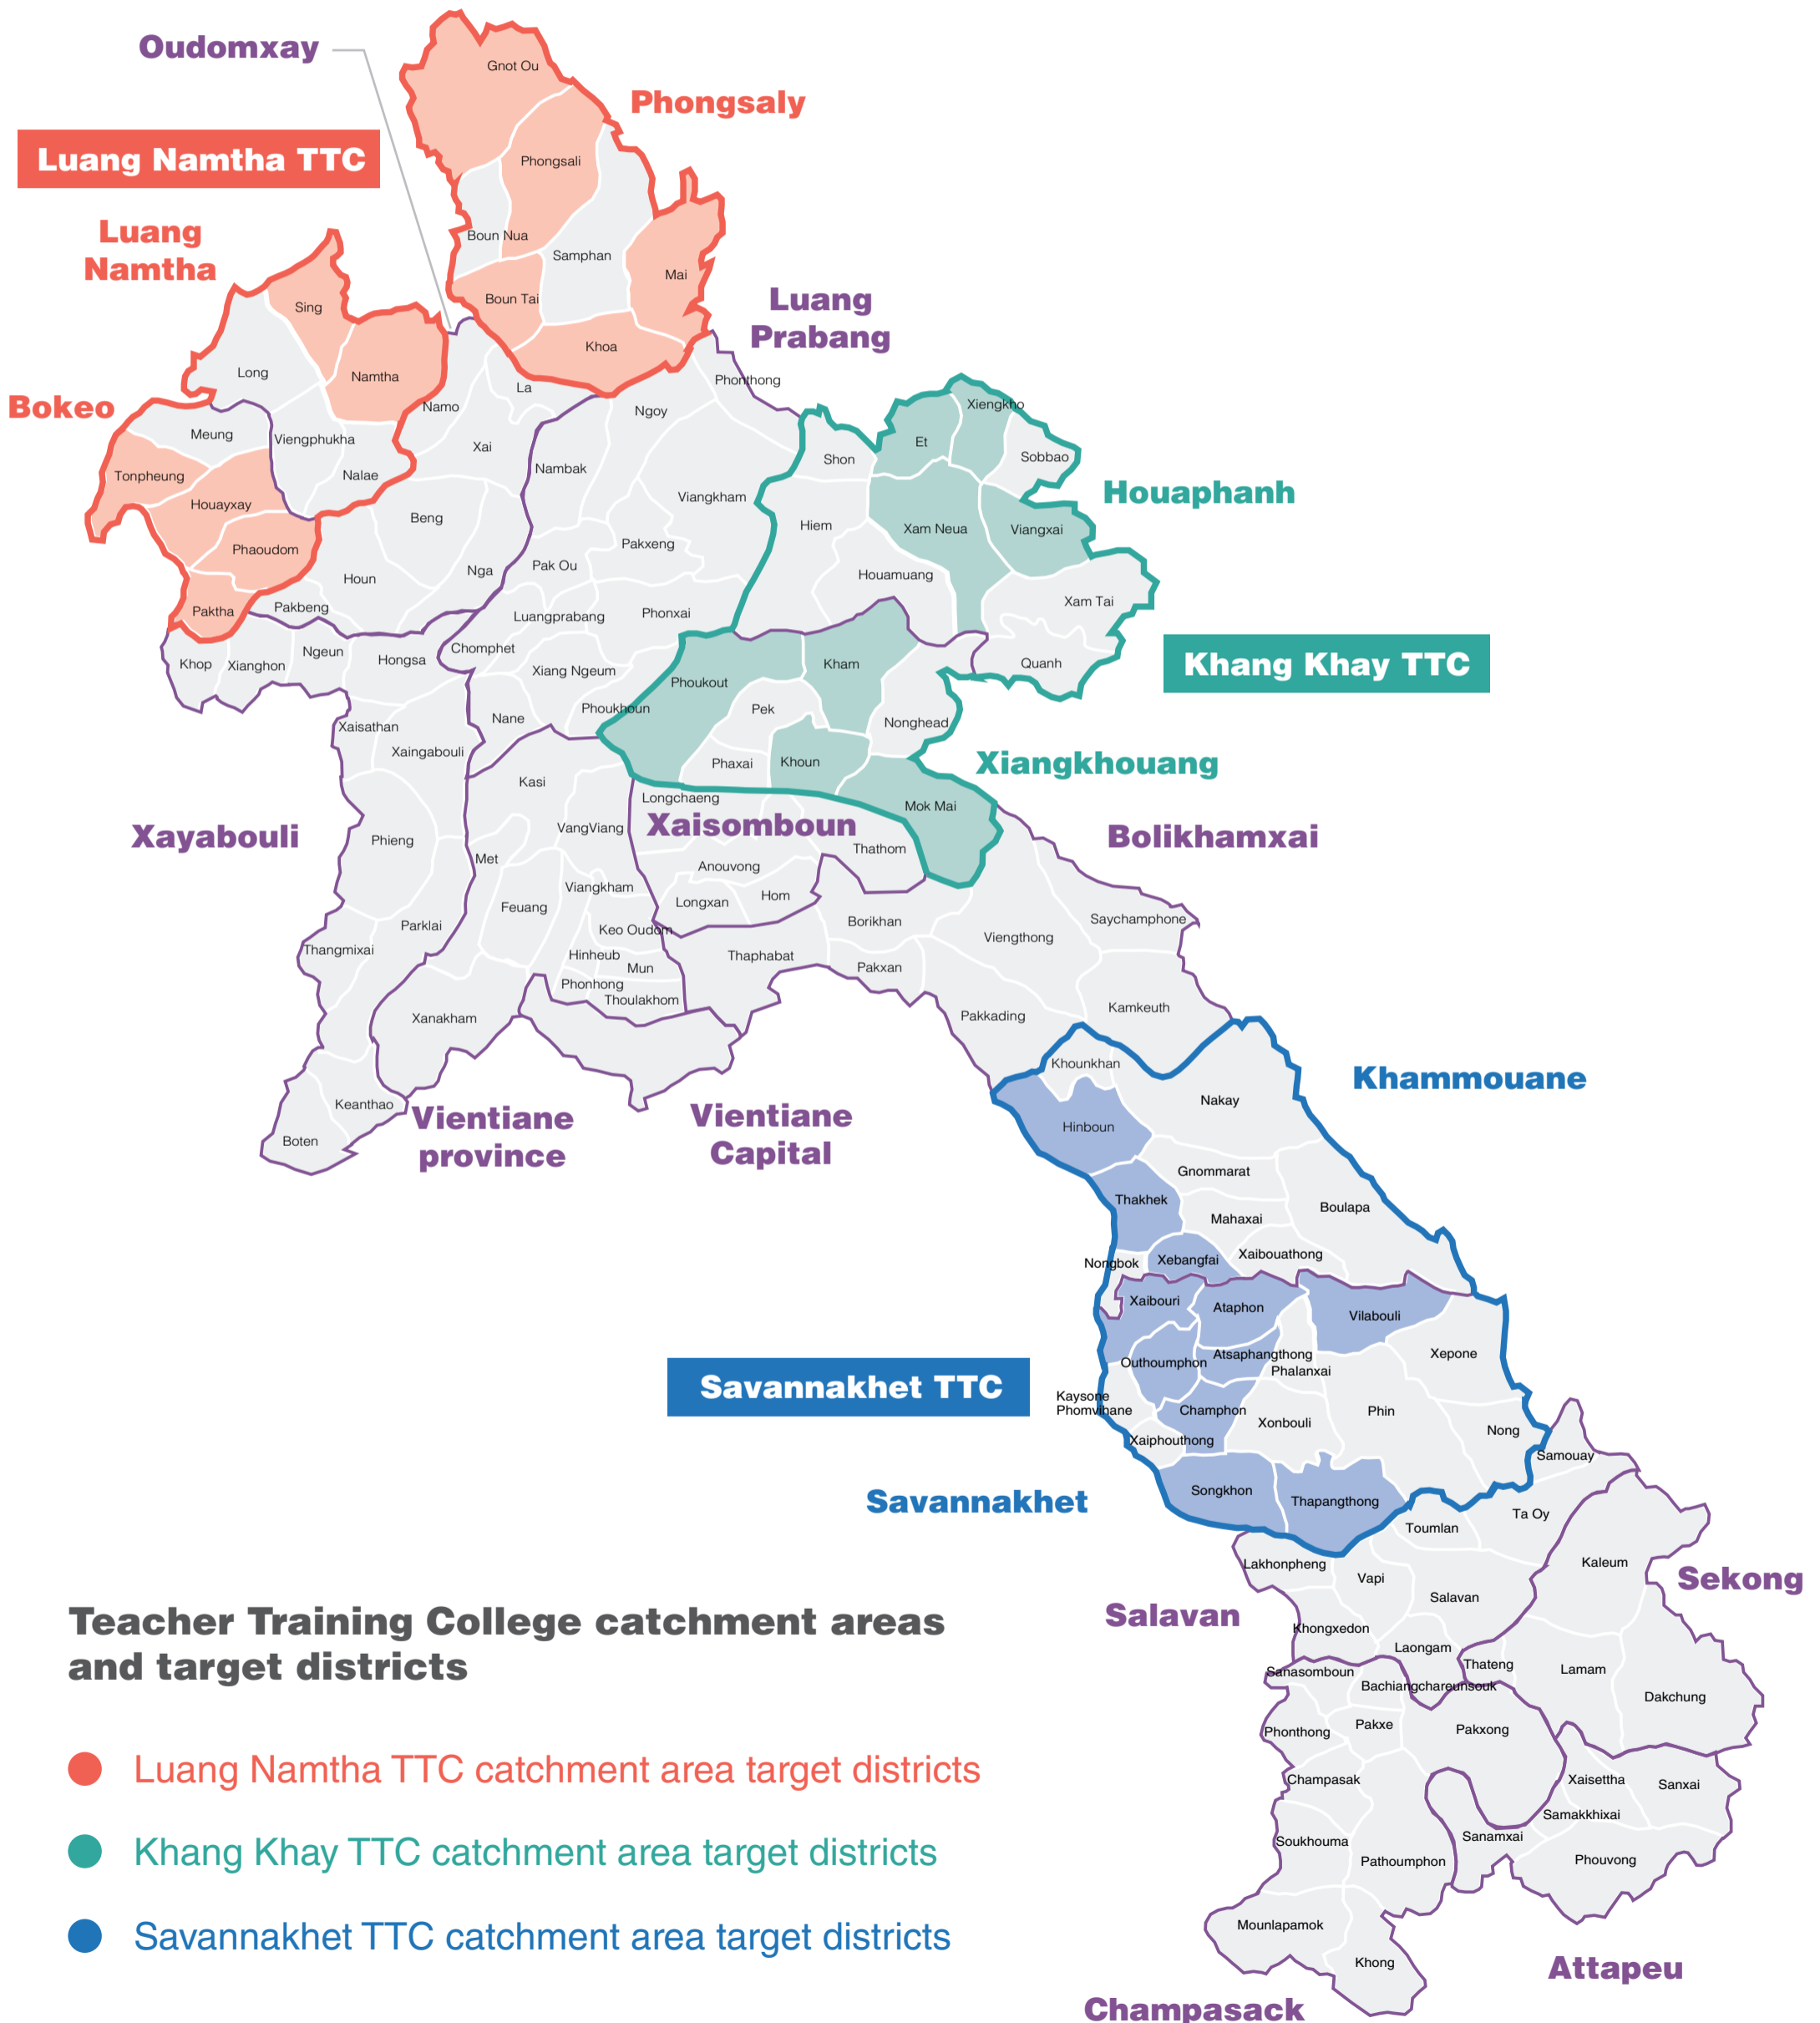 Oudomxay
Gnot Ou
Phongsaly
Luang Namtha TTC
Phongsali
Luang
Namtha
Boun Nua
Samphan
Mai
Boun Tai
Luang
Prabang
Sing
Khoa
Long
Namtha
La
Phonthong
Bokeo
Namo
Ngoy
Xiengkho
Meung
Viengphukha
Xai
Et
Sobbao
Shon
Tonpheung
Nalae
Nambak
Houayxay
Viangkham
Houaphanh
Beng
Hiem
Xam Neua
Viangxai
Phaoudom
Pakxeng
Houn
Nga
Pak Ou
Houamuang
Paktha
Pakbeng
Luangprabang
Phonxai
Xam Tai
Khop
Xianghon
Ngeun
Hongsa
Chomphet
Xiang Ngeum
Kham
Quanh
Khang Khay TTC
Phoukout
Phoukhoun
Pek
Nonghead
Nane
Xaisathan
Xaingabouli
Phaxai
Khoun
Xiangkhouang
Kasi
Longchaeng
Mok Mai
Xayabouli
VangViang
Xaisomboun
Bolikhamxai
Phieng
Met
Thathom
Anouvong
Viangkham
Hom
Longxan
Feuang
Parklai
Keo Oudom
Borikhan
Saychamphone
Viengthong
Thangmixai
Hinheub
Mun
Thaphabat
Pakxan
Phonhong
Thoulakhom
Xanakham
Pakkading
Kamkeuth
Khounkhan
Khammouane
Keanthao
Vientiane
province
Vientiane
Capital
Nakay
Boten
Hinboun
Gnommarat
Thakhek
Mahaxai
Boulapa
Nongbok
Xebangfai
Xaibouathong
Xaibouri
Ataphon
Vilabouli
Outhoumphon
Atsaphangthong
Phalanxai
Xepone
Savannakhet TTC
Kaysone
Phomvihane
Champhon
Xonbouli
Phin
Xaiphouthong
Nong
Samouay
Savannakhet
Songkhon
Thapangthong
Toumlan
Ta Oy
Lakhonpheng
Vapi
Kaleum
Sekong
Salavan
Salavan
Khongxedon
Laongam
Thateng
Lamam
Sanasomboun
Bachiangchareunsouk
Dakchung
Phonthong
Pakxe
Pakxong
Champasak
Xaisettha
Sanxai
Samakkhixai
Soukhouma
Sanamxai
Pathoumphon
Phouvong
Mounlapamok
Khong
Attapeu
Champasack
Teacher Training College catchment areas
and target districts
Luang Namtha TTC catchment area target districts
Khang Khay TTC catchment area target districts
Savannakhet TTC catchment area target districts